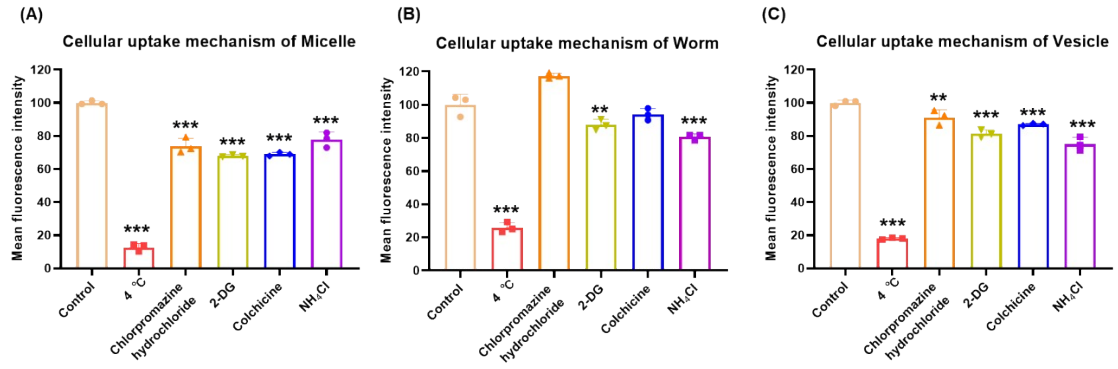 (A)
Cellular uptake mechanism of Micelle
Mean fluorescence intensity
120
100
80
60
40
20
0
***
***
***
***
***
Control
4 °C
Chlorpromazine
hydrochloride
2-DG
Colchicine
NH₄Cl
(B)
Cellular uptake mechanism of Worm
Mean fluorescence intensity
120
100
80
60
40
20
0
***
**
***
Control
4 °C
Chlorpromazine
hydrochloride
2-DG
Colchicine
NH₄Cl
(C)
Cellular uptake mechanism of Vesicle
Mean fluorescence intensity
120
100
80
60
40
20
0
***
**
***
***
***
Control
4 °C
Chlorpromazine
hydrochloride
2-DG
Colchicine
NH₄Cl